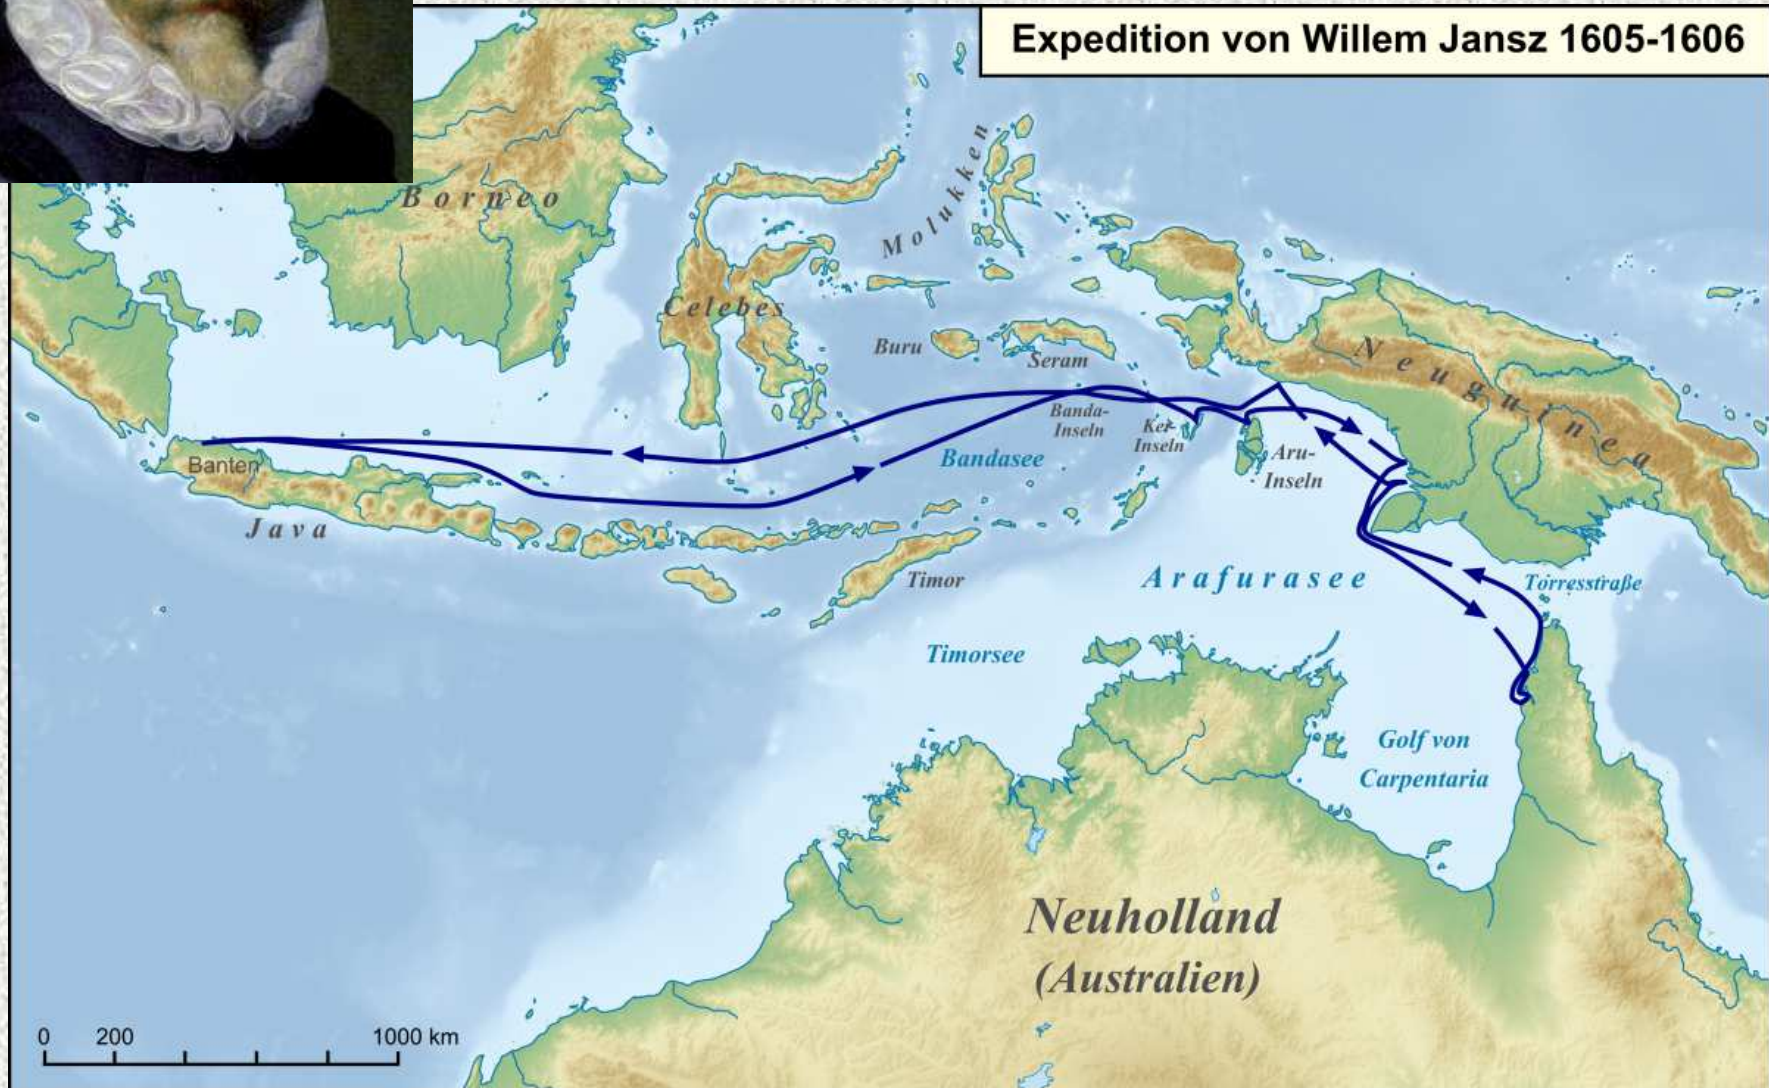 Expedition von Willem Jansz 1605-1606
Borneo
Molukken
Celebes
Buru
Seram
Neuguinea
Banda-
Inseln
Kei-
Inseln
Aru-
Inseln
Banten
Bandasee
Java
Timor
Arafurasee
Torresstraße
Timorsee
Golf von
Carpentaria
Neuholland
(Australien)
0 200 1000 km